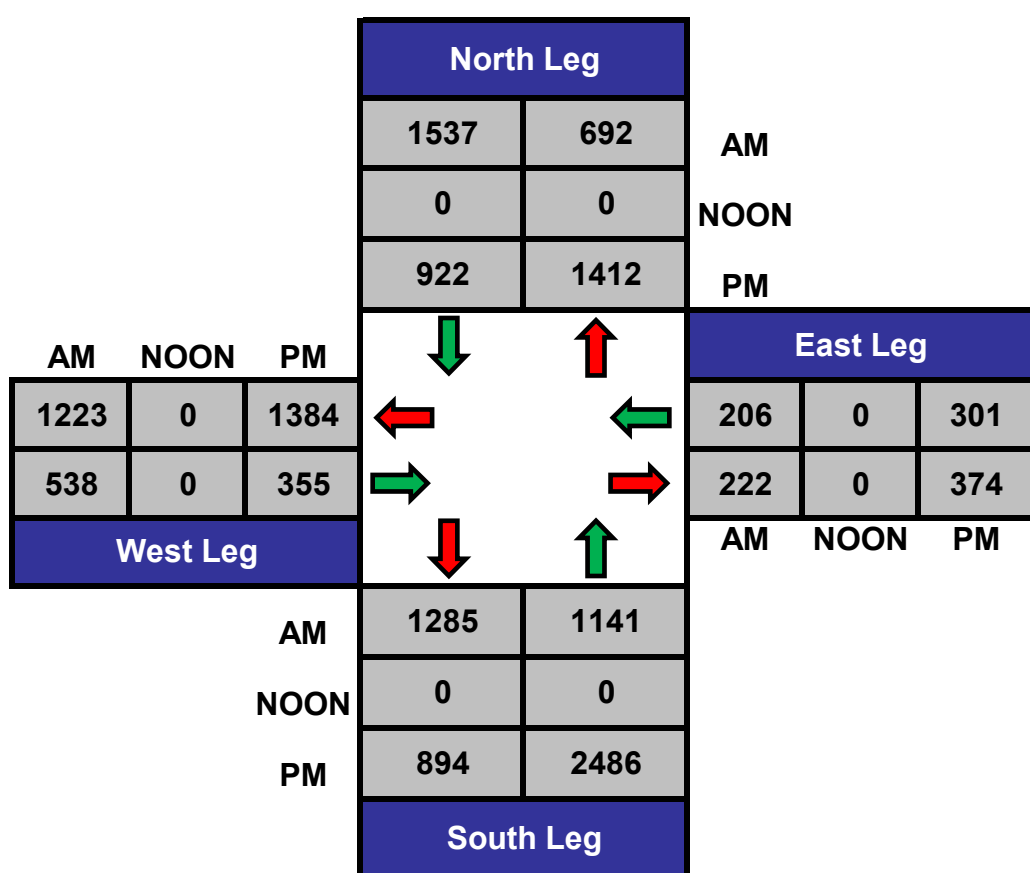 North Leg
1537 692 AM
0 0 NOON
922 1412 PM
East Leg
AM NOON PM
1223 0 1384 206 0 301
538 0 355 222 0 374
West Leg AM NOON PM
AM 1285 1141
NOON 0 0
PM 894 2486
South Leg